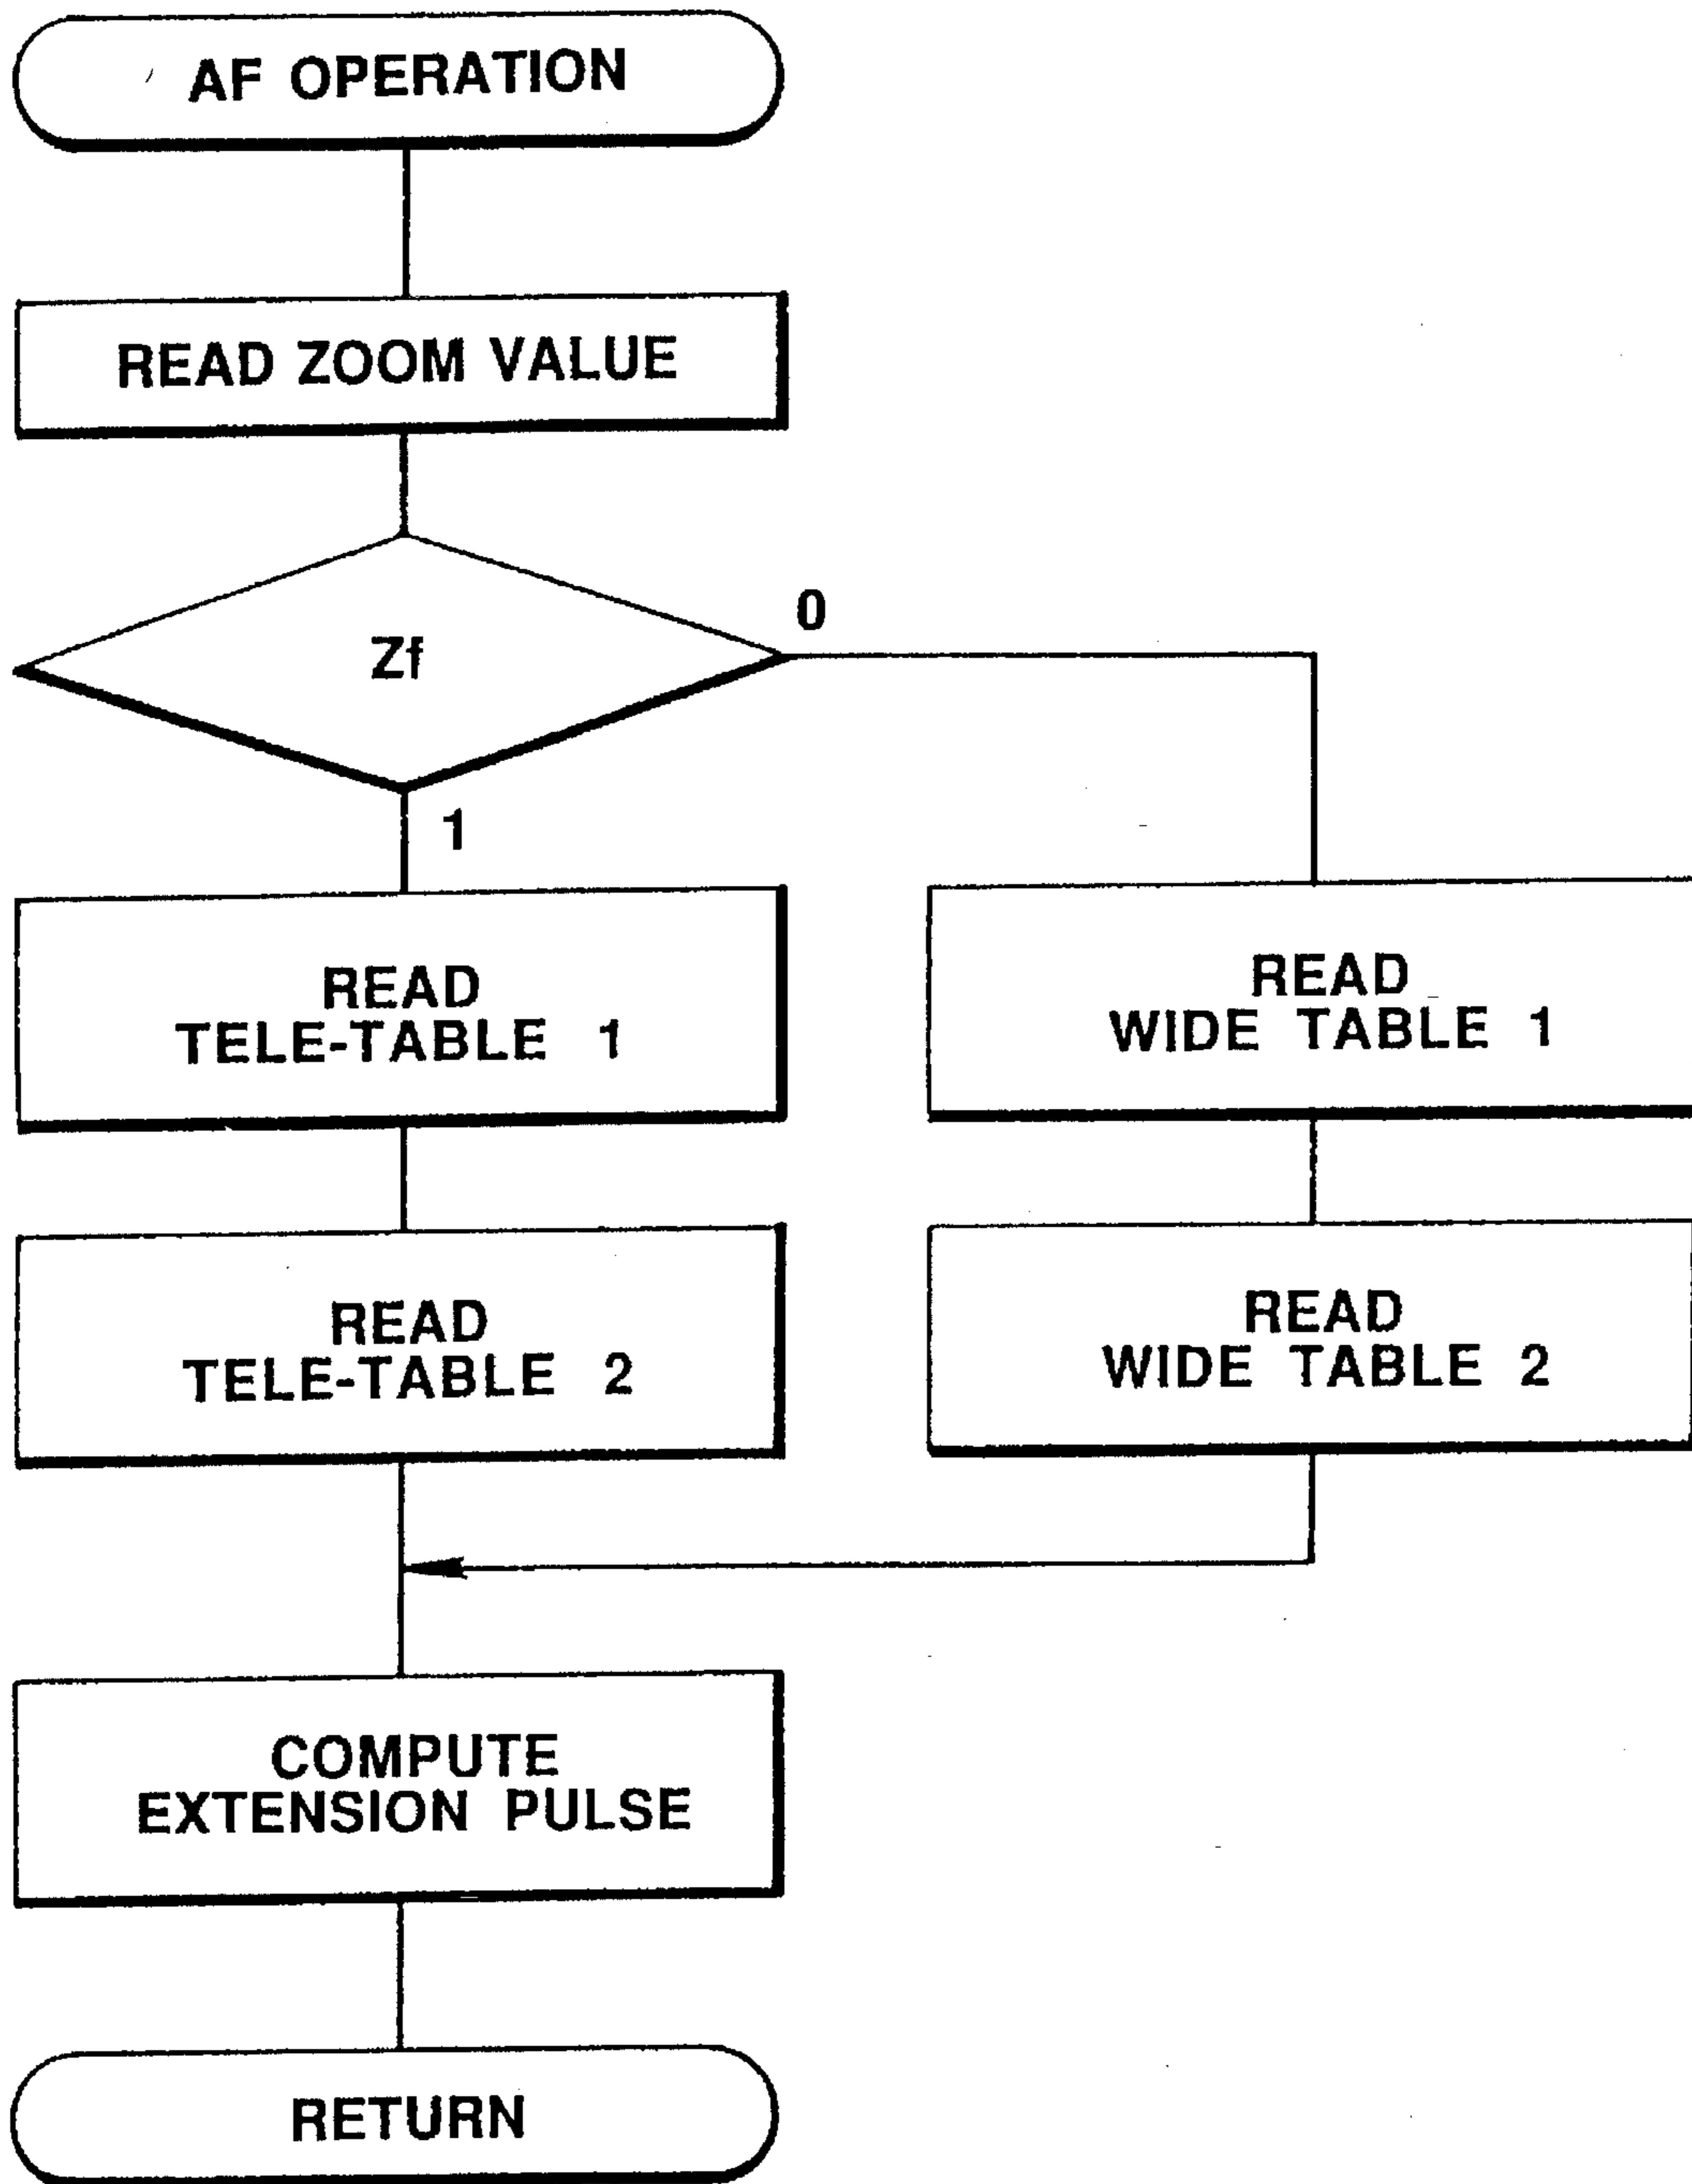 AF OPERATION
READ ZOOM VALUE
Zf
0
1
READ
TELE-TABLE 1
READ
WIDE TABLE 1
READ
TELE-TABLE 2
READ
WIDE TABLE 2
COMPUTE
EXTENSION PULSE
RETURN